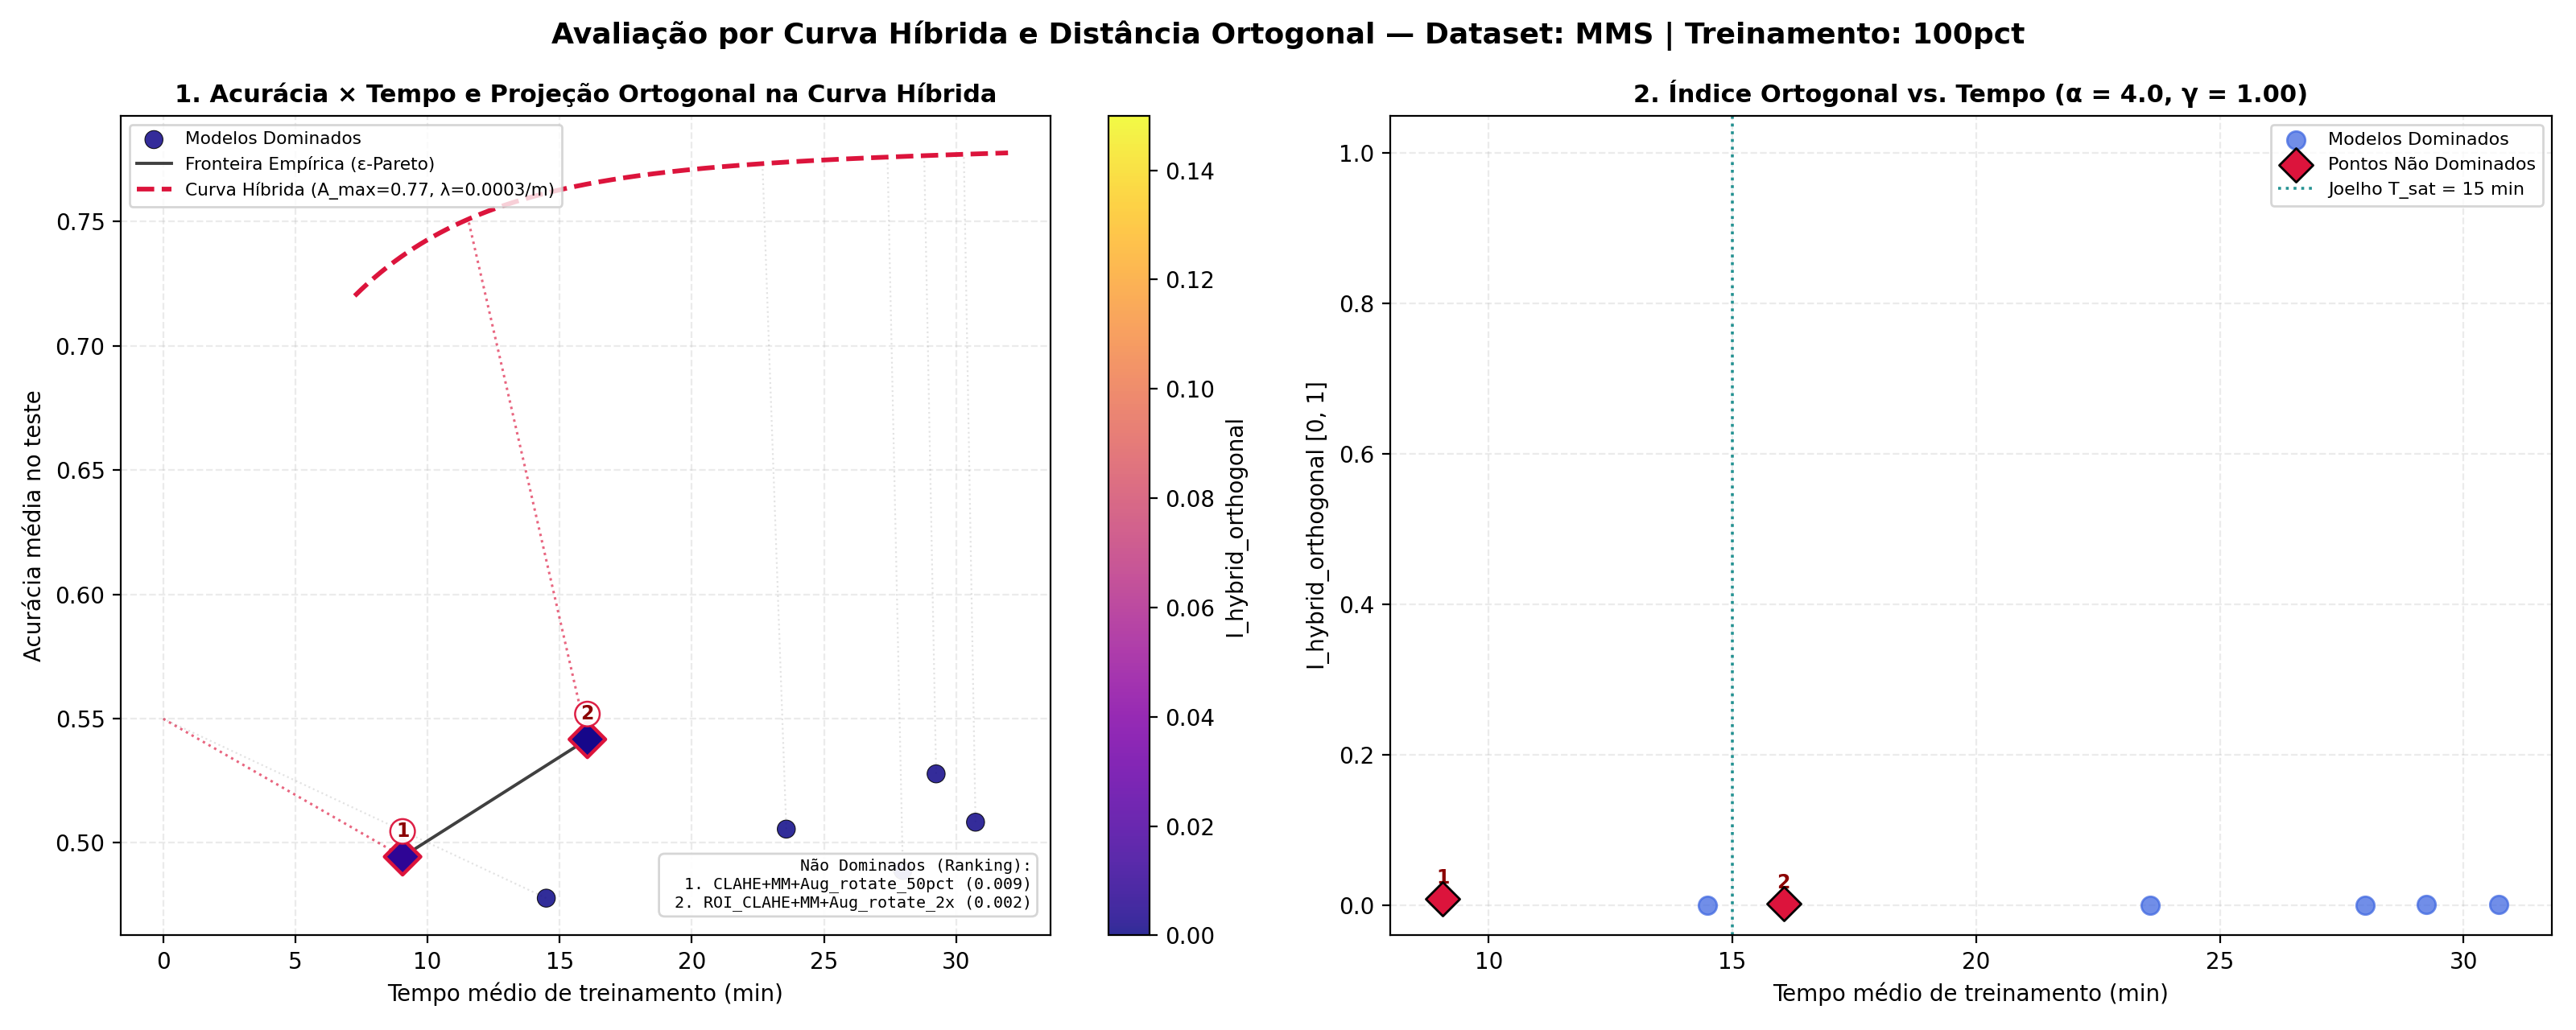 Avaliação por Curva Híbrida e Distância Ortogonal — Dataset: MMS | Treinamento: 100pct
1. Acurácia × Tempo e Projeção Ortogonal na Curva Híbrida
Modelos Dominados
Fronteira Empírica (ε-Pareto)
Curva Híbrida (A_max=0.77, λ=0.0003/m)
Acurácia média no teste
0.75
0.70
0.65
0.60
0.55
0.50
2
1
Não Dominados (Ranking):
1. CLAHE+MM+Aug_rotate_50pct (0.009)
2. ROI_CLAHE+MM+Aug_rotate_2x (0.002)
0 5 10 15 20 25 30
Tempo médio de treinamento (min)
0.14
0.12
0.10
0.08
0.06
0.04
0.02
0.00
I_hybrid_orthogonal
2. Índice Ortogonal vs. Tempo (α = 4.0, γ = 1.00)
Modelos Dominados
Pontos Não Dominados
Joelho T_sat = 15 min
I_hybrid_orthogonal [0, 1]
1.0
0.8
0.6
0.4
0.2
0.0
1
2
10 15 20 25 30
Tempo médio de treinamento (min)